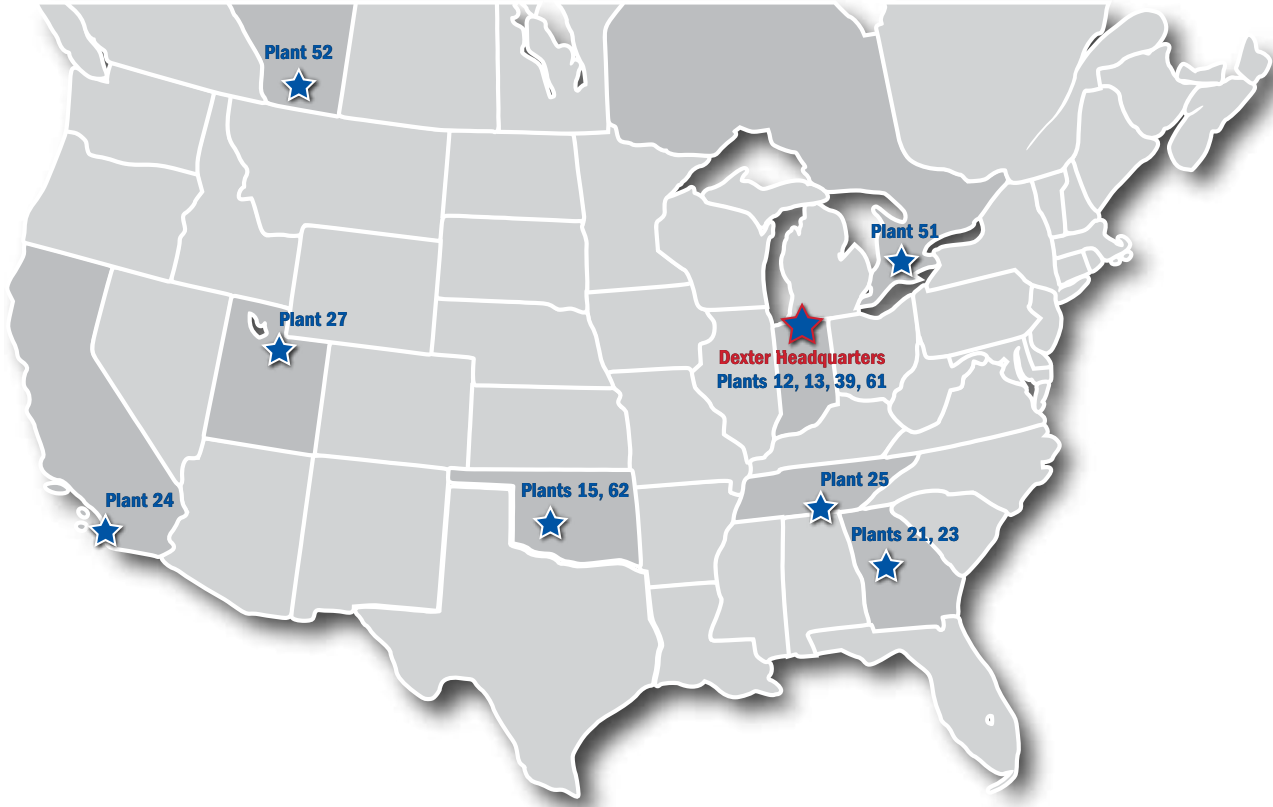 Plant 52
Plant 51
Plant 27
Dexter Headquarters
Plants 12, 13, 39, 61
Plant 25
Plants 15, 62
Plant 24
Plants 21, 23